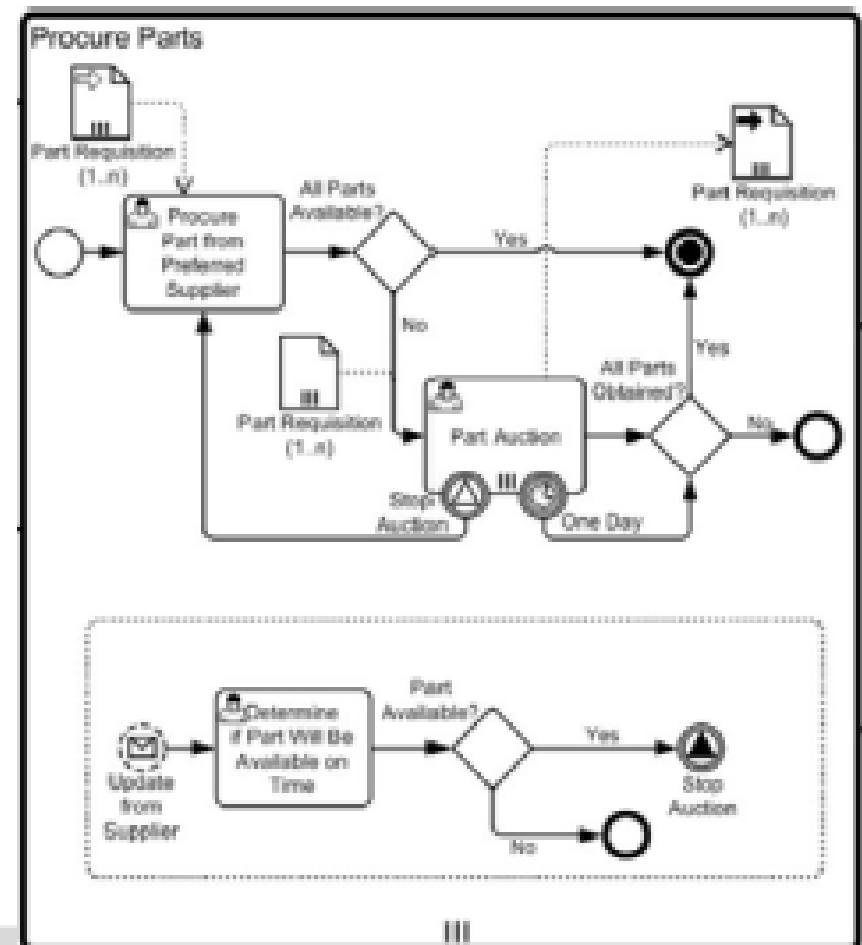 Procure Parts
Part Requisition
(1..n)
Part Requisition
(1..n)
All Parts
Available?
Procure
Part from
Preferred
Supplier
Yes
No
Part Requisition
(1..n)
All Parts
Obtained?
Yes
Part Auction
No
Stop
Auction
One Day
Part
Available?
Determine
if Part Will Be
Available on
Time
Yes
Update
from
Supplier
Stop
Auction
No